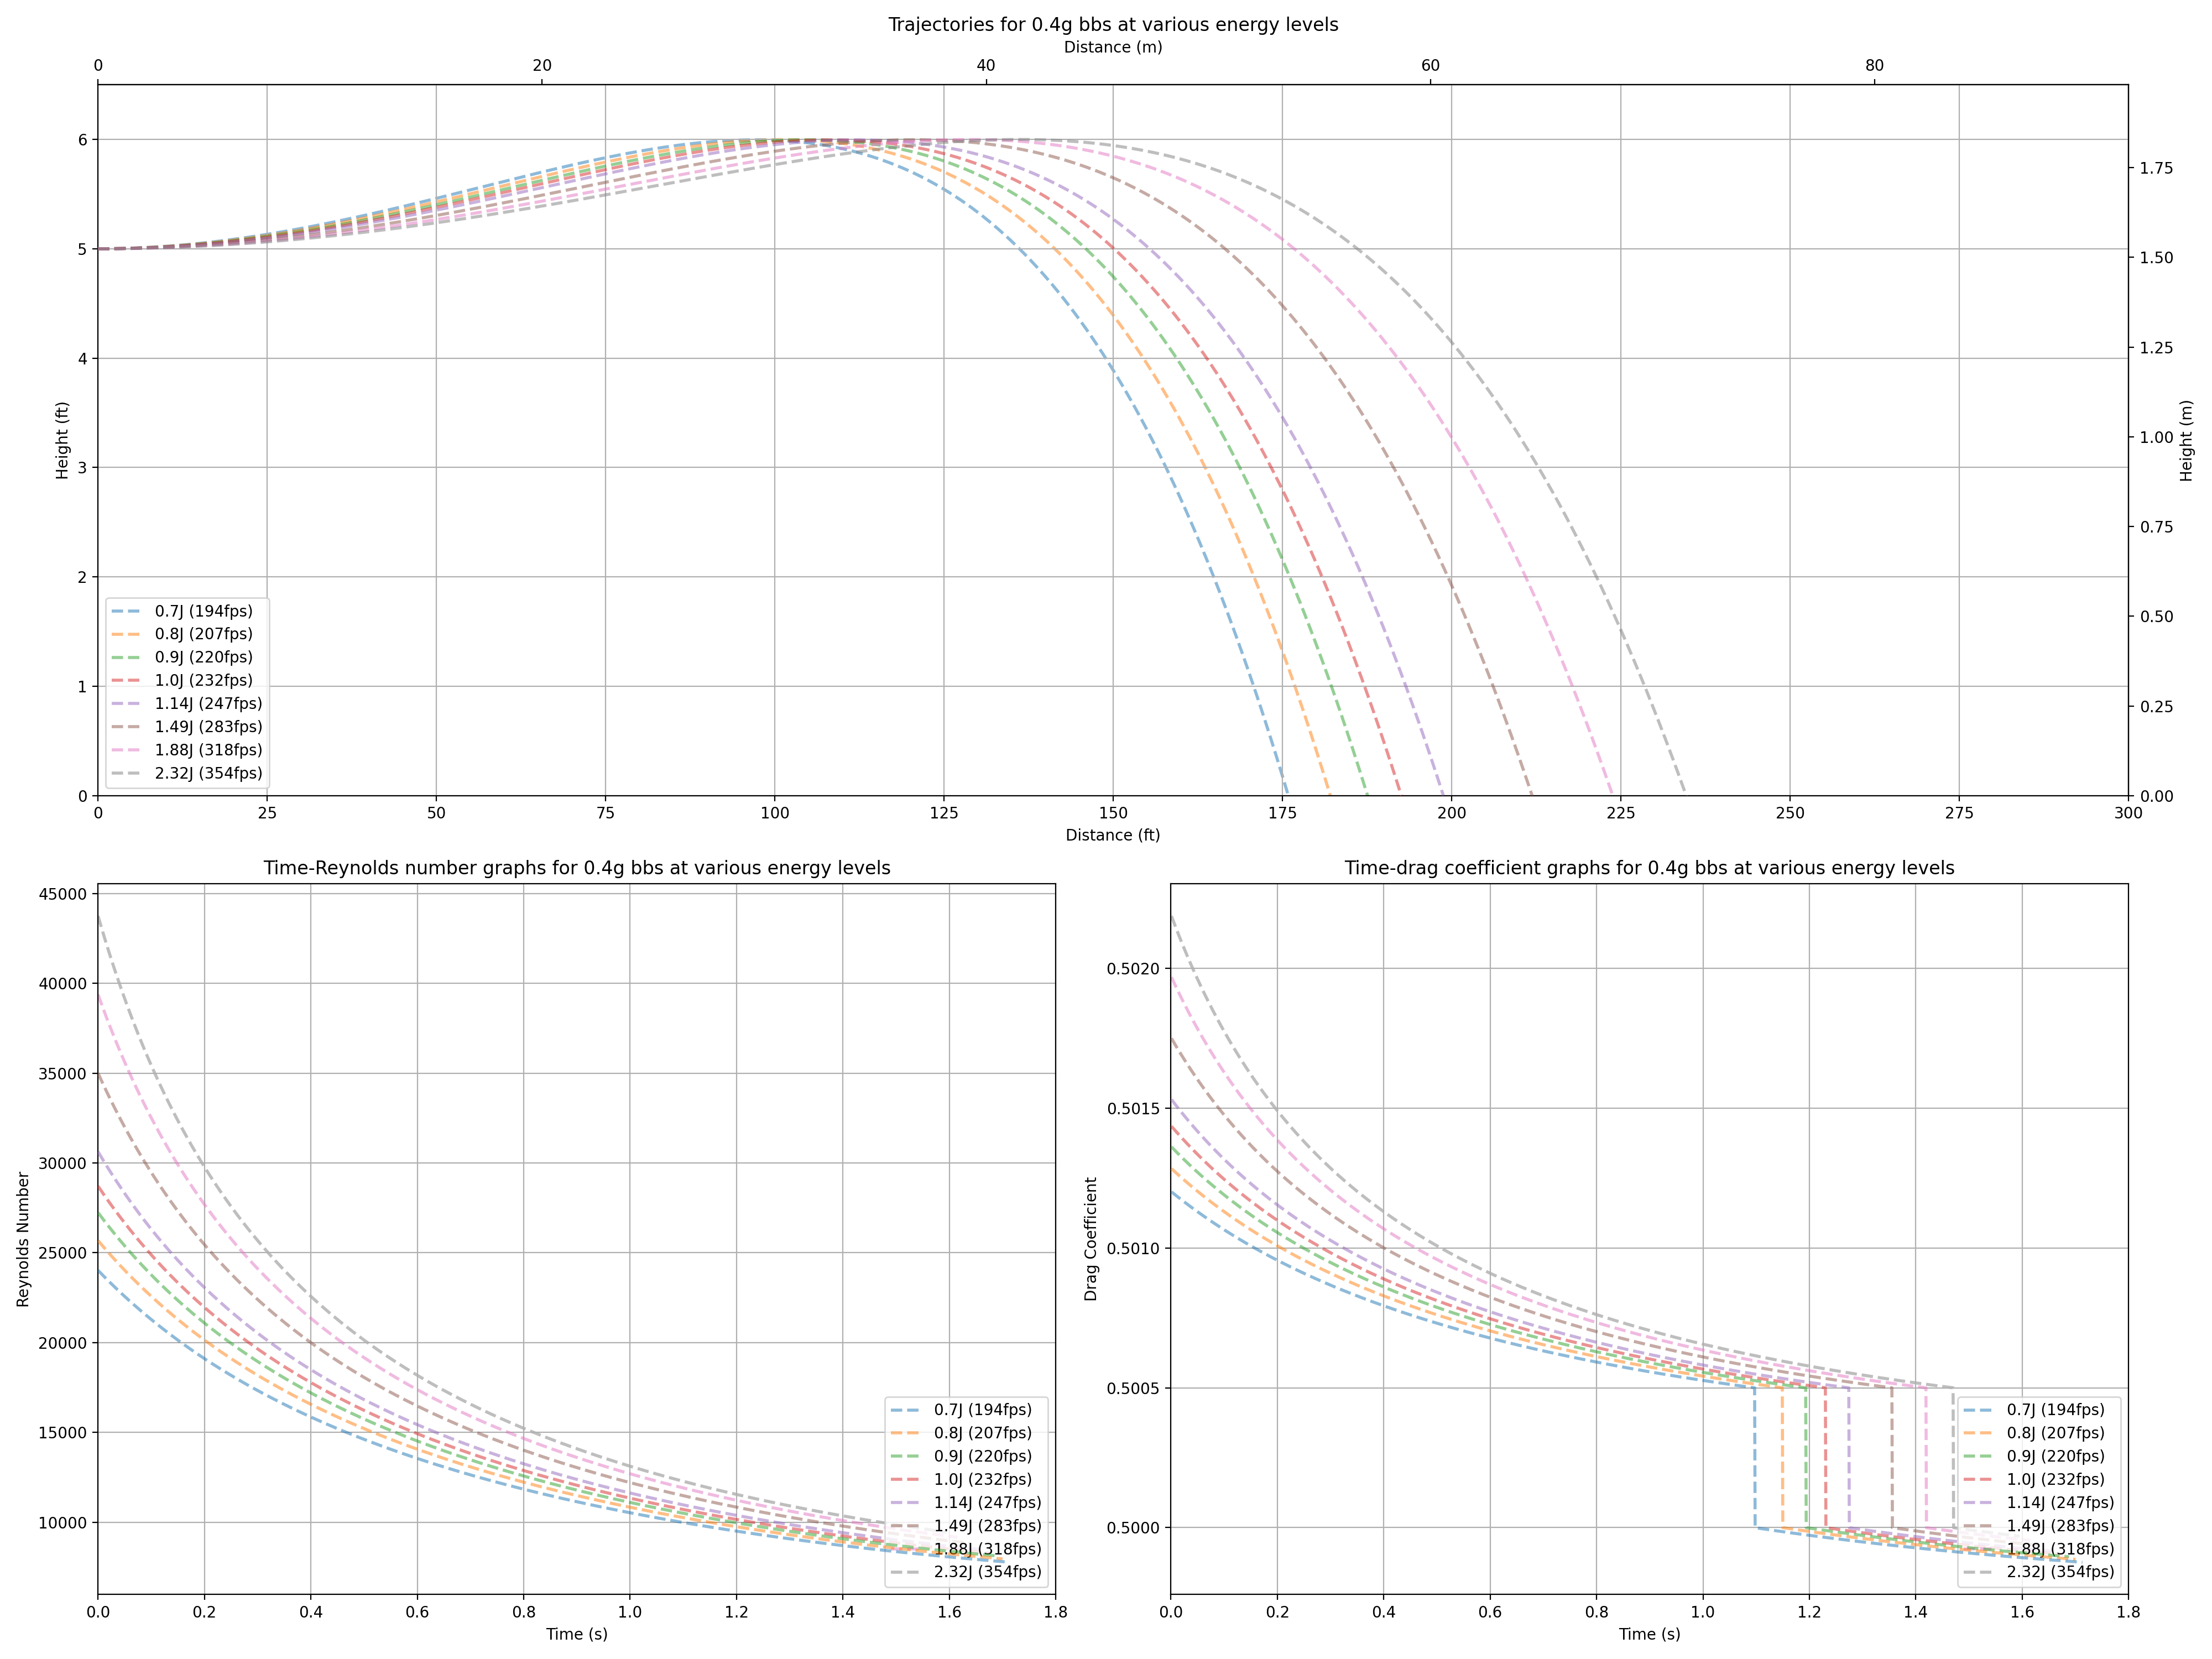 Trajectories for 0.4g bbs at various energy levels
Distance (m)
0 20 40 60 80
6
5
4
3
2
1
0
Height (ft)
1.75
1.50
1.25
1.00
0.75
0.50
0.25
0.00
Height (m)
0.7J (194fps)
0.8J (207fps)
0.9J (220fps)
1.0J (232fps)
1.14J (247fps)
1.49J (283fps)
1.88J (318fps)
2.32J (354fps)
0 25 50 75 100 125 150 175 200 225 250 275 300
Distance (ft)
Time-Reynolds number graphs for 0.4g bbs at various energy levels
45000
40000
35000
30000
25000
20000
15000
10000
Reynolds Number
0.7J (194fps)
0.8J (207fps)
0.9J (220fps)
1.0J (232fps)
1.14J (247fps)
1.49J (283fps)
1.88J (318fps)
2.32J (354fps)
0.0 0.2 0.4 0.6 0.8 1.0 1.2 1.4 1.6 1.8
Time (s)
Time-drag coefficient graphs for 0.4g bbs at various energy levels
0.5020
0.5015
0.5010
0.5005
0.5000
Drag Coefficient
0.7J (194fps)
0.8J (207fps)
0.9J (220fps)
1.0J (232fps)
1.14J (247fps)
1.49J (283fps)
1.88J (318fps)
2.32J (354fps)
0.0 0.2 0.4 0.6 0.8 1.0 1.2 1.4 1.6 1.8
Time (s)